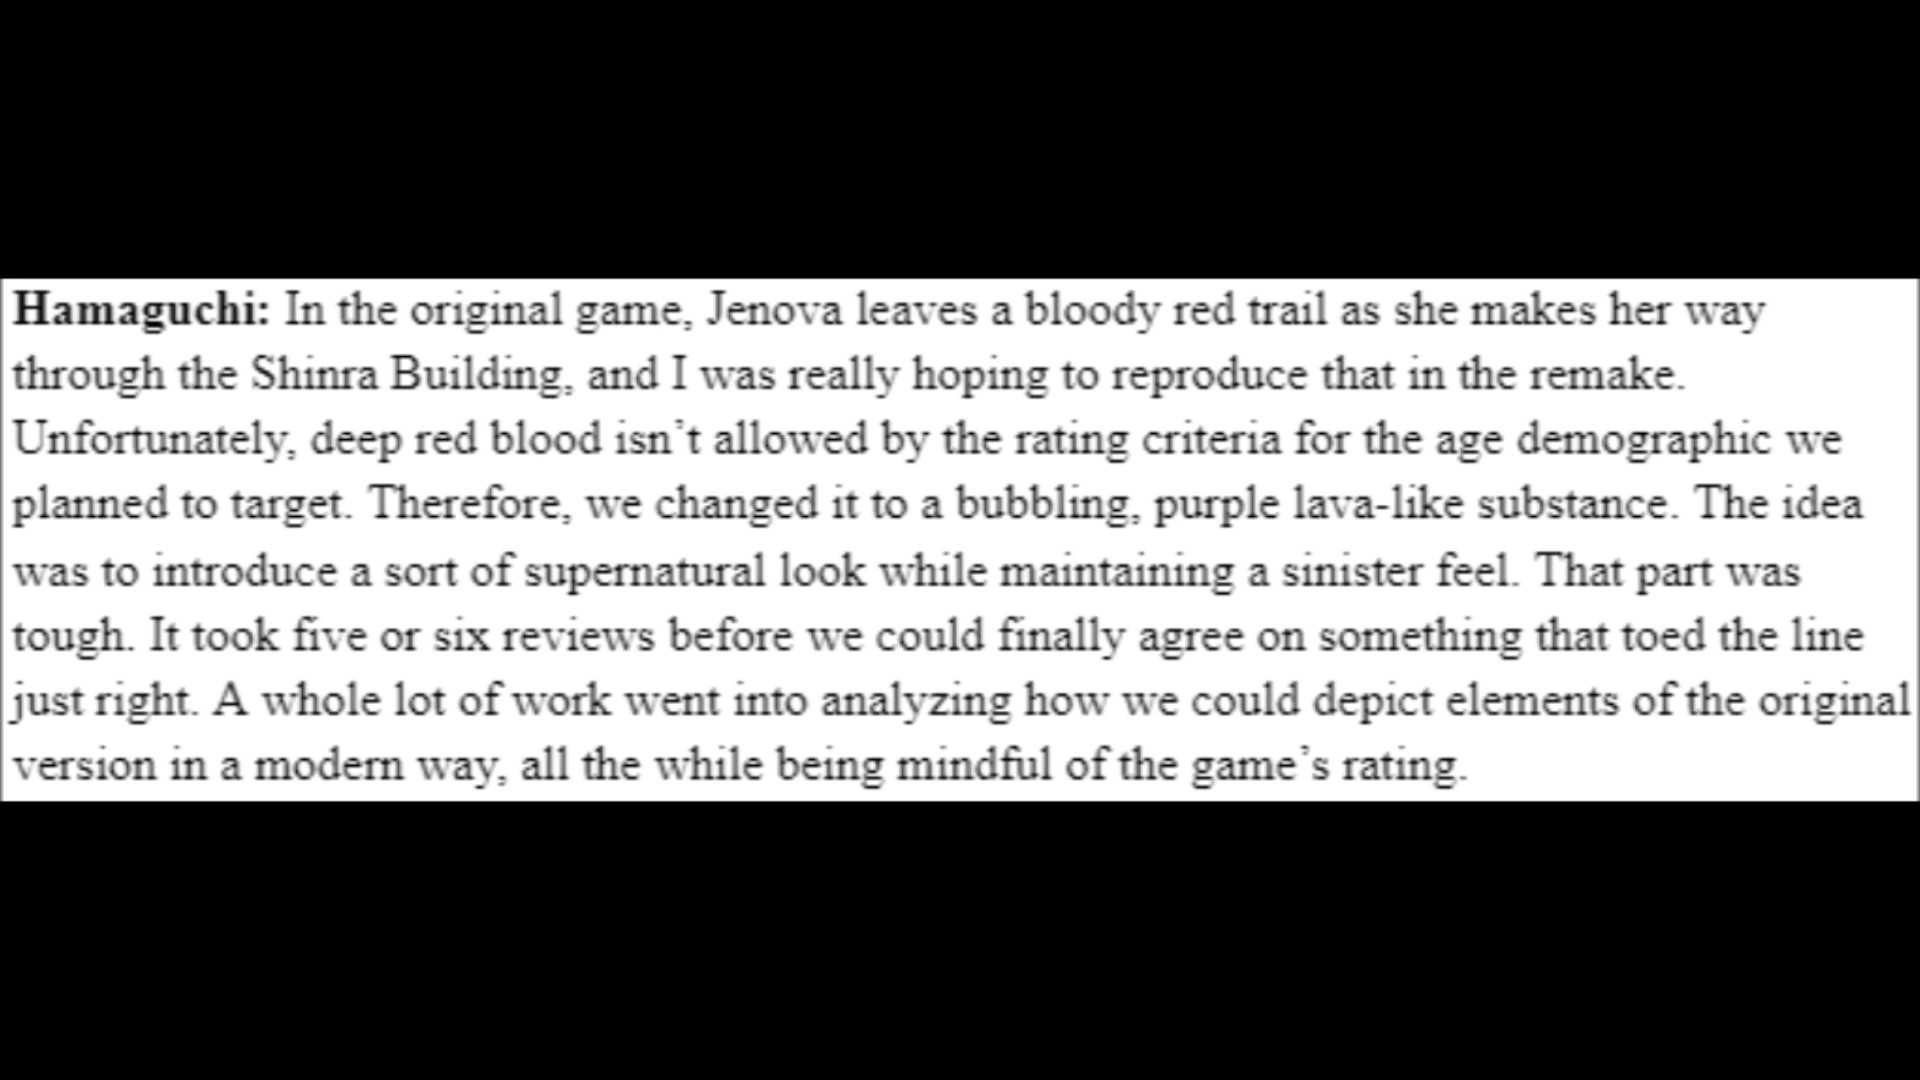 Hamaguchi: In the original game, Jenova leaves a bloody red trail as she makes her way
through the Shinra Building, and I was really hoping to reproduce that in the remake.
Unfortunately, deep red blood isn’t allowed by the rating criteria for the age demographic we
planned to target. Therefore, we changed it to a bubbling, purple lava-like substance. The idea
was to introduce a sort of supernatural look while maintaining a sinister feel. That part was
tough. It took five or six reviews before we could finally agree on something that toed the line
just right. A whole lot of work went into analyzing how we could depict elements of the original
version in a modern way, all the while being mindful of the game’s rating.